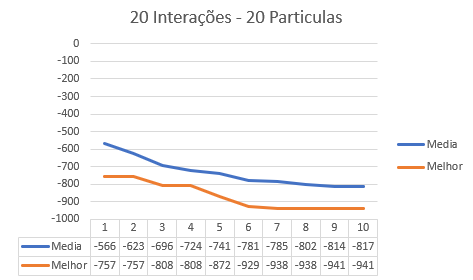 20 Interações - 20 Particulas
0
-100
-200
-300
-400
-500
-600
-700
-800
-900
-1000
Media
Melhor
1 2 3 4 5 6 7 8 9 10
Media -566 -623 -696 -724 -741 -781 -785 -802 -814 -817
Melhor -757 -757 -808 -808 -872 -929 -938 -938 -941 -941